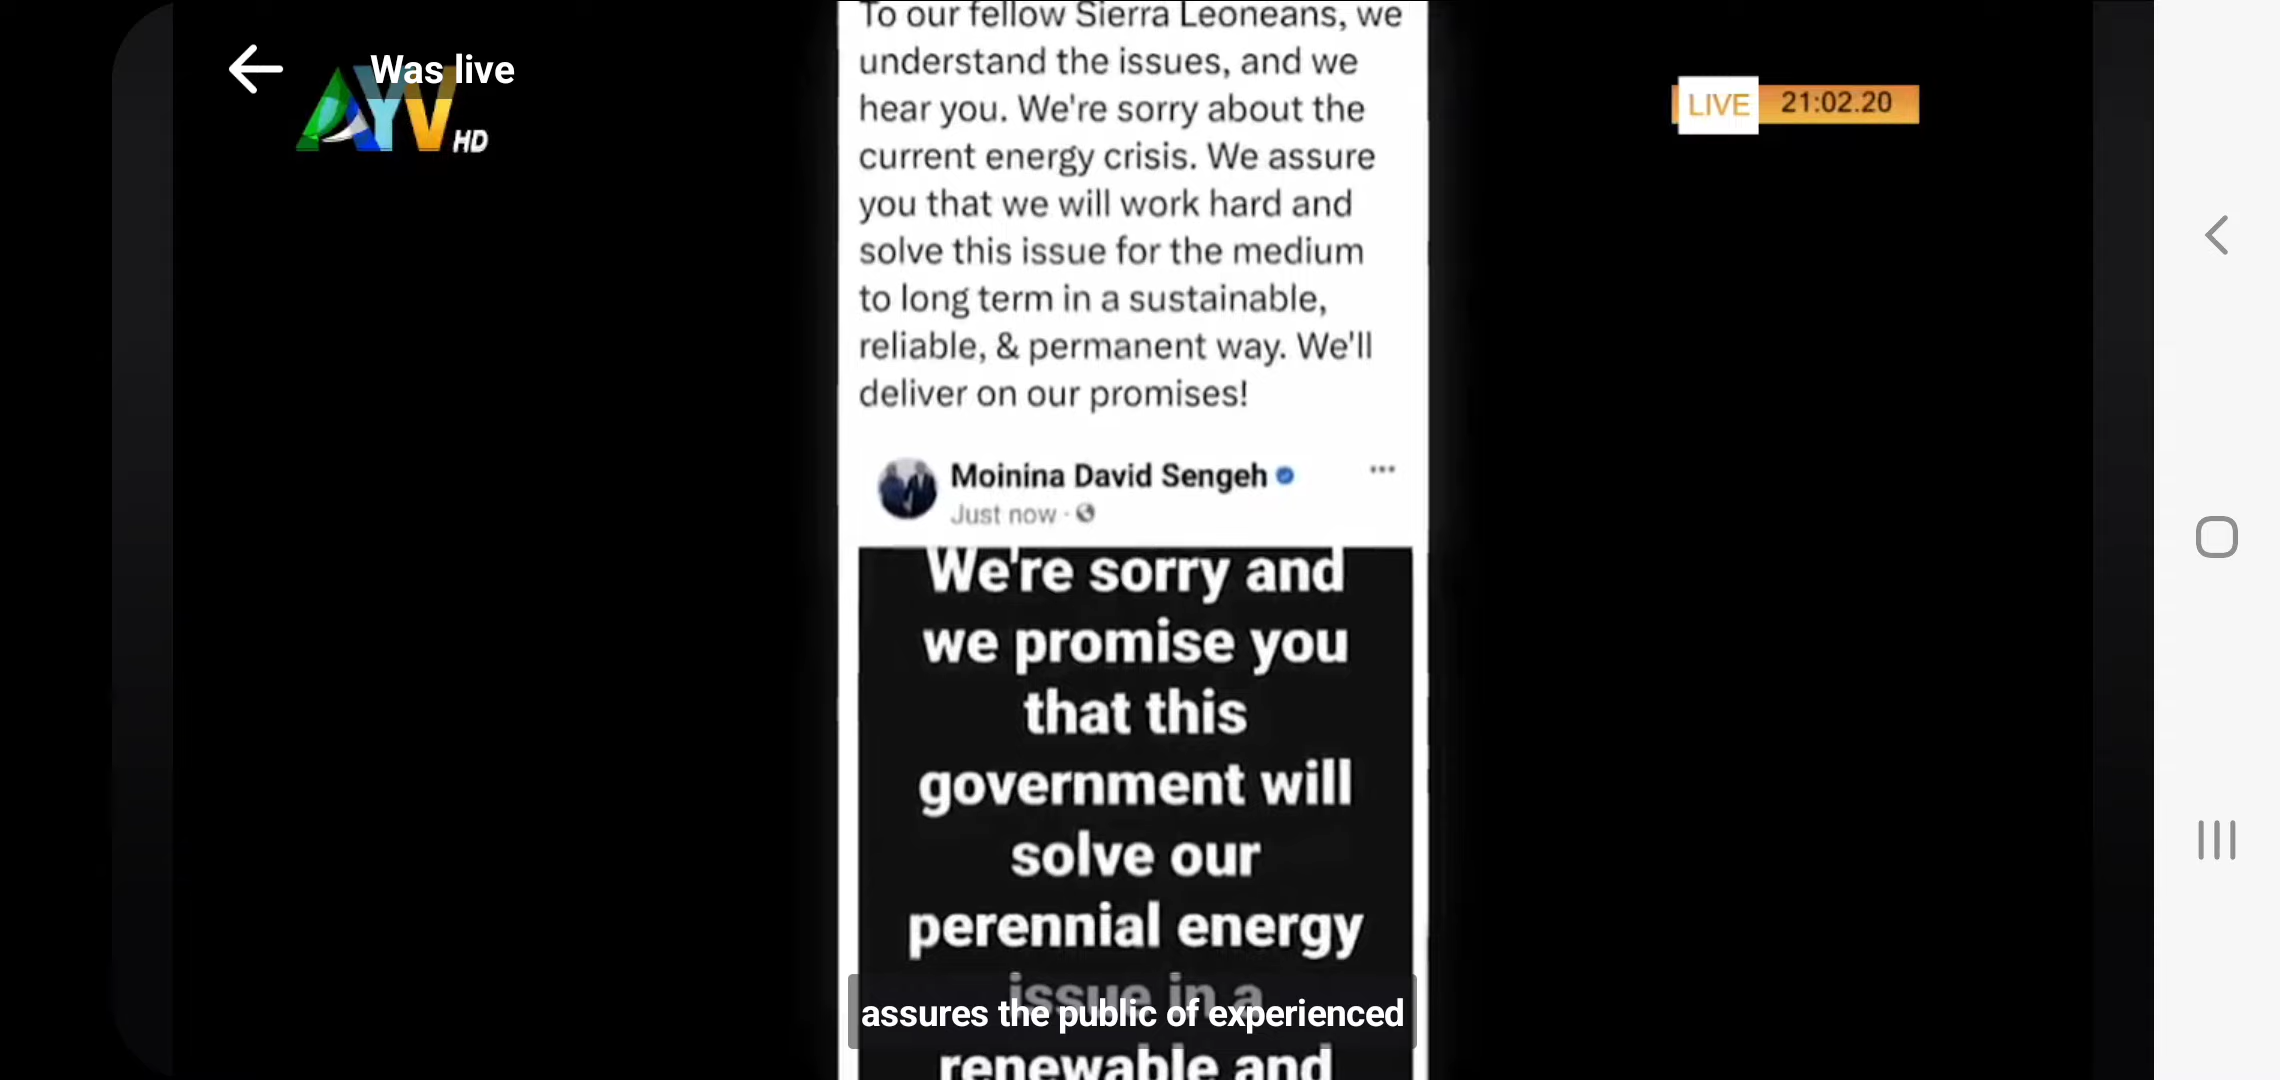 Was live
AYV HD
LIVE 21:02.20
To our fellow Sierra Leoneans, we
understand the issues, and we
hear you. We're sorry about the
current energy crisis. We assure
you that we will work hard and
solve this issue for the medium
to long term in a sustainable,
reliable, & permanent way. We'll
deliver on our promises!
Moinina David Sengeh
Just now ·
We're sorry and
we promise you
that this
government will
solve our
perennial energy
issue in a
assures the public of experienced
renewable and